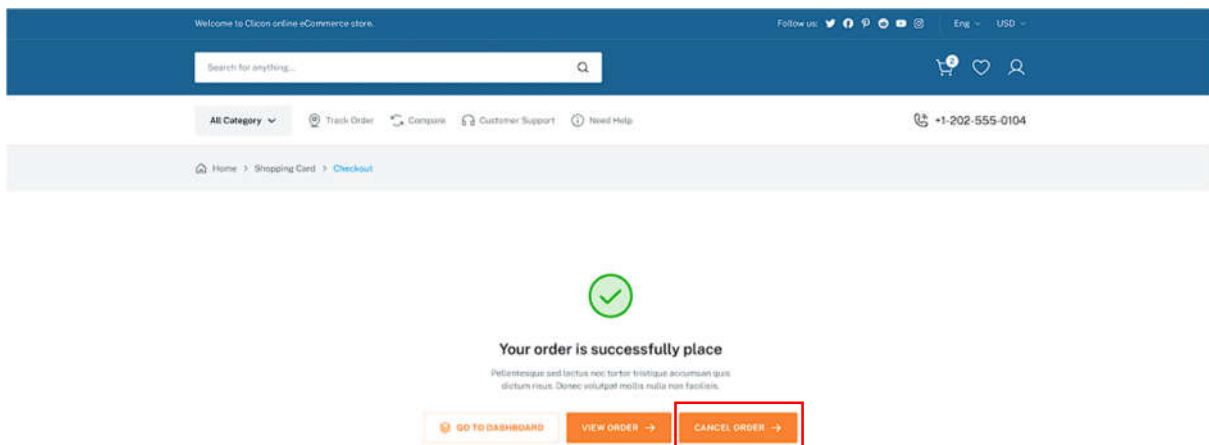 Welcome to Clicon online eCommerce store.
Follow us:
Eng
USD
Search for anything...
2
All Category
Track Order
Compare
Customer Support
Need Help
+1-202-555-0104
Home > Shopping Card > Checkout
Your order is successfully place
Pellentesque sed lectus nec tortor tristique accumsan quis
dictum risus. Donec volutpat mollis nulla non facilisis.
GO TO DASHBOARD
VIEW ORDER →
CANCEL ORDER →